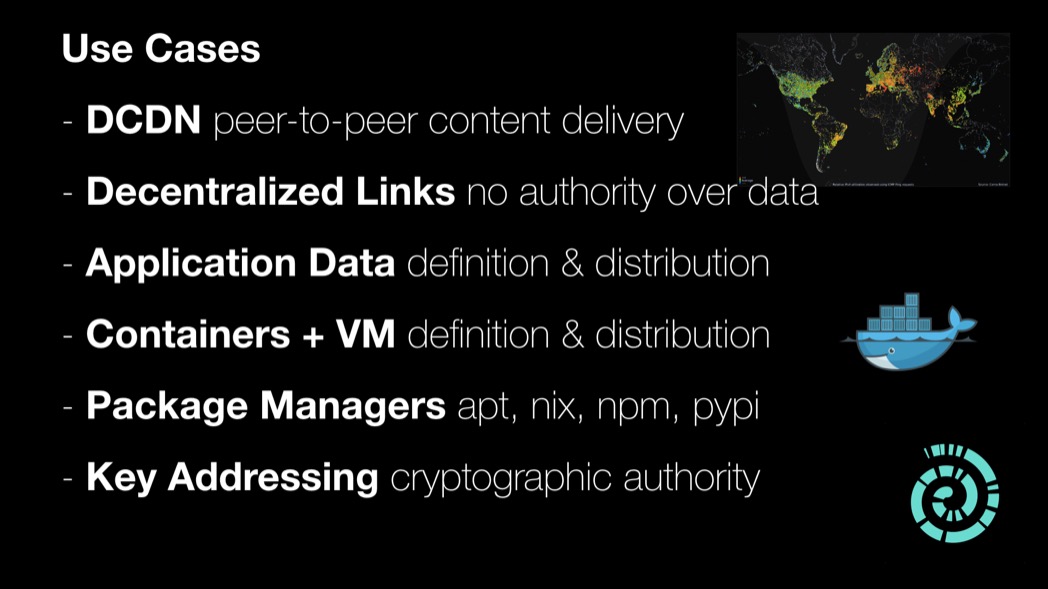 Use Cases
- DCDN peer-to-peer content delivery
- Decentralized Links no authority over data
- Application Data definition & distribution
- Containers + VM definition & distribution
- Package Managers apt, nix, npm, pypi
- Key Addressing cryptographic authority